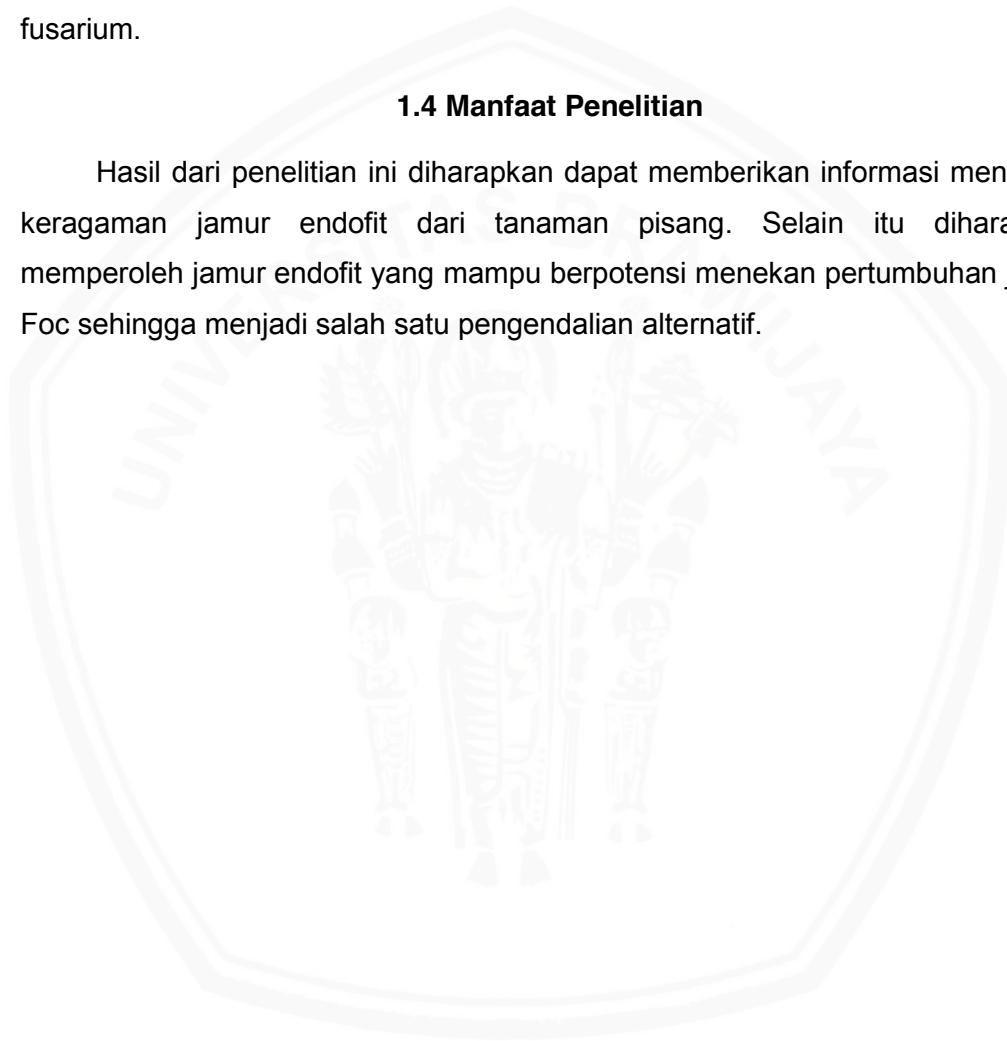 fusarium.
1.4 Manfaat Penelitian
Hasil dari penelitian ini diharapkan dapat memberikan informasi men
keragaman jamur endofit dari tanaman pisang. Selain itu dihara
memperoleh jamur endofit yang mampu berpotensi menekan pertumbuhan j
Foc sehingga menjadi salah satu pengendalian alternatif.
UNIVERSITAS BRAWIJAYA